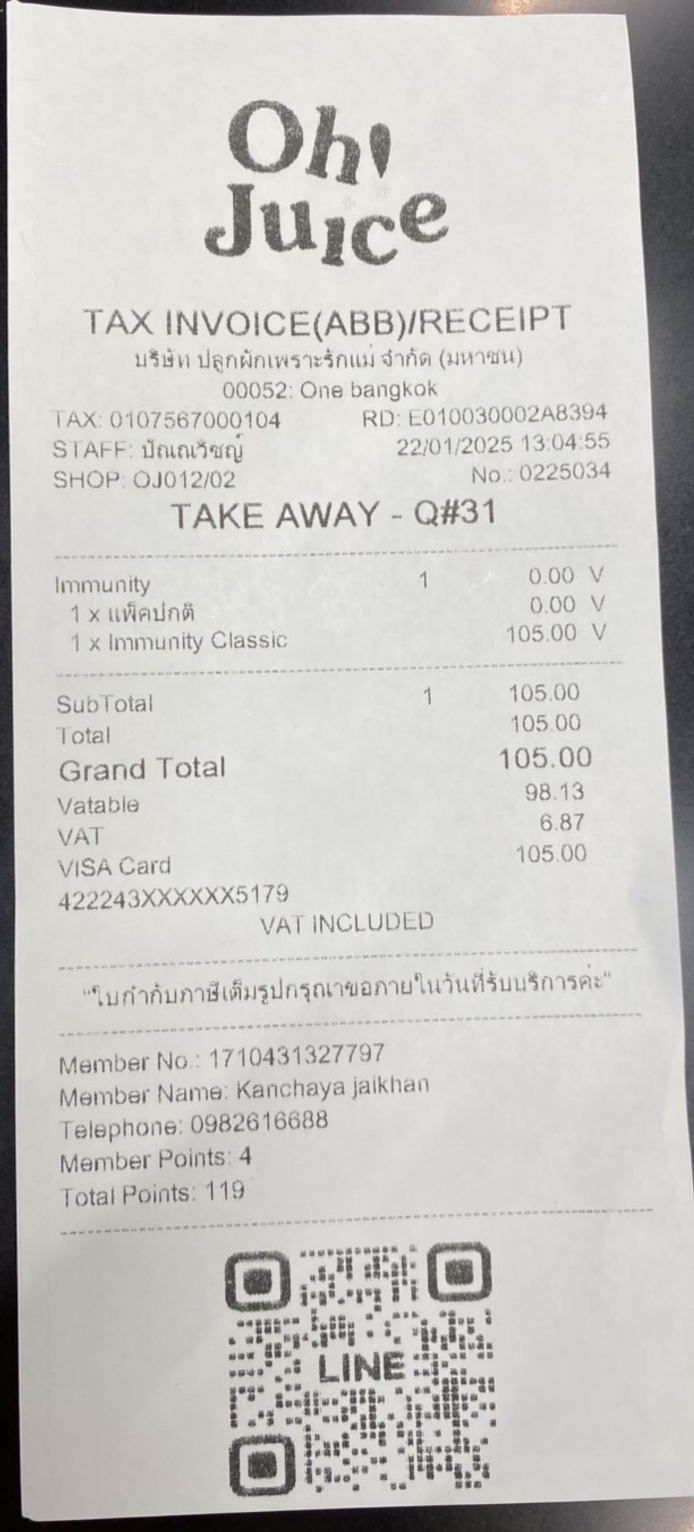 Oh!
Juice
TAX INVOICE(ABB)/RECEIPT
บริษัท ปลูกผักเพราะรักแม่ จำกัด (มหาชน)
00052: One bangkok
TAX: 0107567000104 RD: E010030002A8394
STAFF: ปัณณวิชญ์ 22/01/2025 13:04:55
SHOP: OJ012/02 No.: 0225034
TAKE AWAY - Q#31
Immunity 1 0.00 V
1 x แพ็คปกติ 0.00 V
1 x Immunity Classic 105.00 V
SubTotal 1 105.00
Total 105.00
Grand Total 105.00
Vatable 98.13
VAT 6.87
VISA Card 105.00
422243XXXXXX5179
VAT INCLUDED
"ใบกำกับภาษีเต็มรูปกรุณาขอภายในวันที่รับบริการค่ะ"
Member No.: 1710431327797
Member Name: Kanchaya jaikhan
Telephone: 0982616688
Member Points: 4
Total Points: 119
LINE